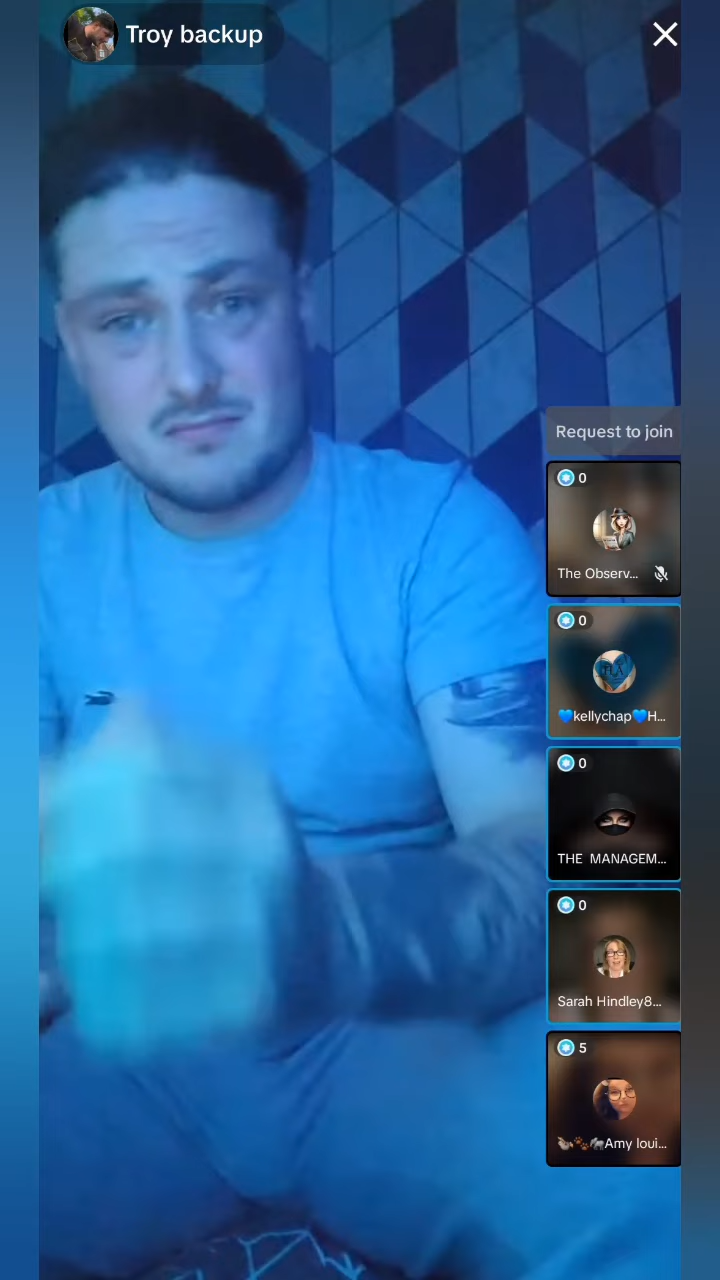 Troy backup
Request to join
0
The Observ...
0
💙kellychap💙H...
0
THE MANAGEM...
0
Sarah Hindley8...
5
🦥🐾🦏Amy loui...